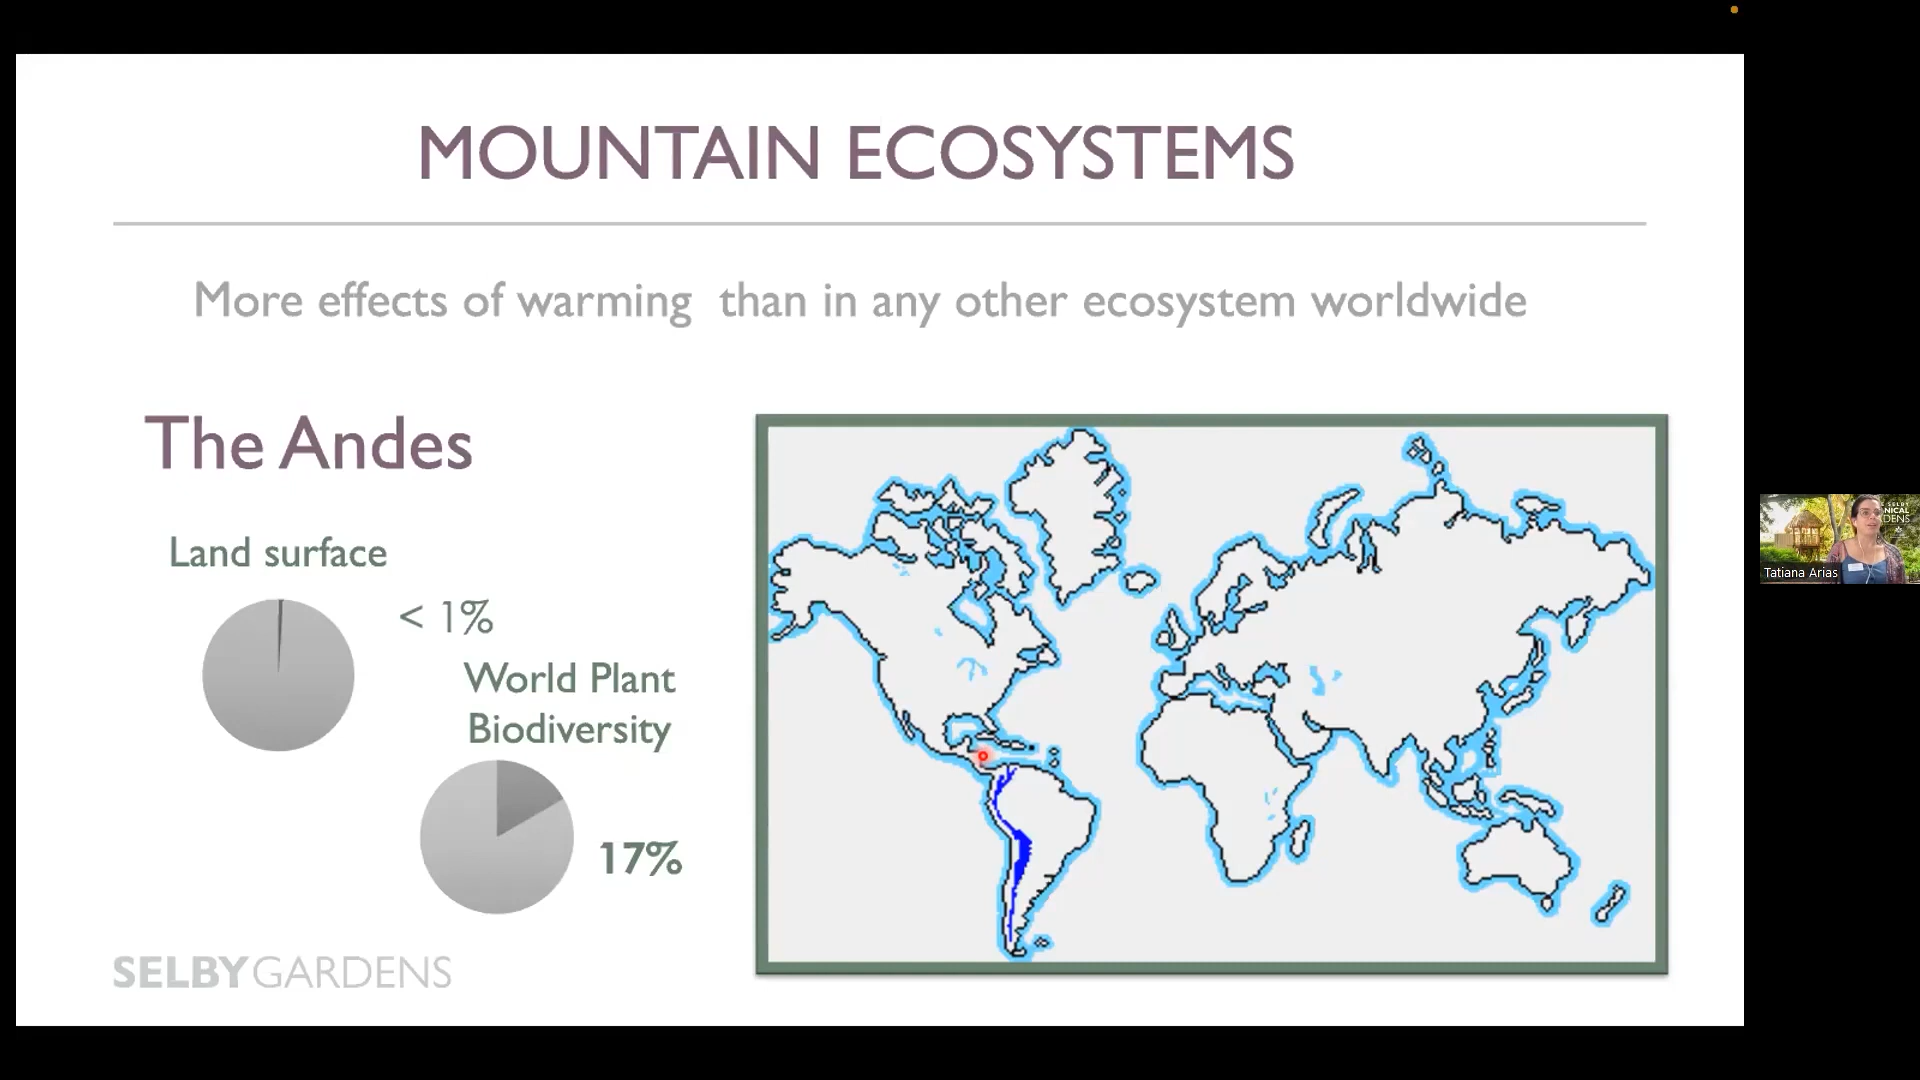 MOUNTAIN ECOSYSTEMS
More effects of warming than in any other ecosystem worldwide
The Andes
Land surface
< 1%
World Plant
Biodiversity
17%
SELBYGARDENS
Tatiana Arias